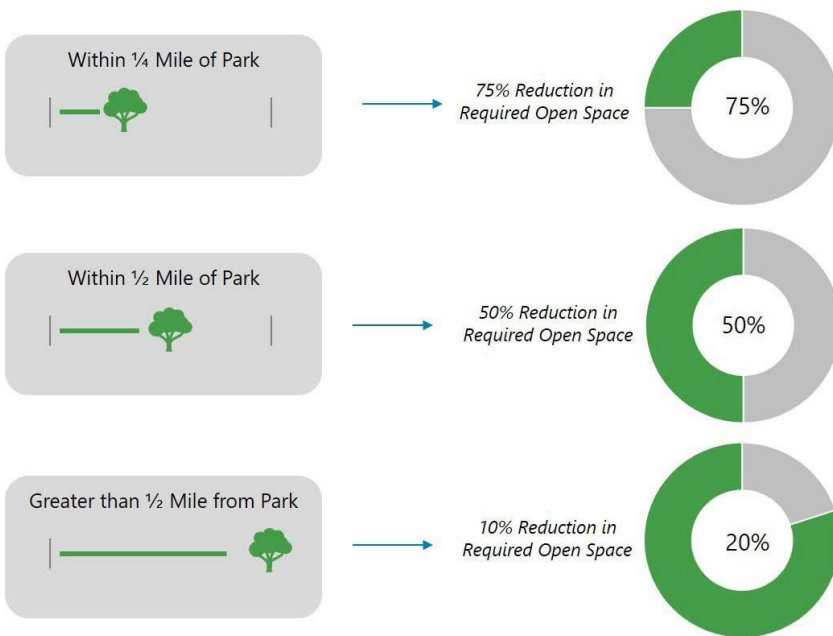 Within ¼ Mile of Park
75% Reduction in
Required Open Space
75%
Within ½ Mile of Park
50% Reduction in
Required Open Space
50%
Greater than ½ Mile from Park
10% Reduction in
Required Open Space
20%